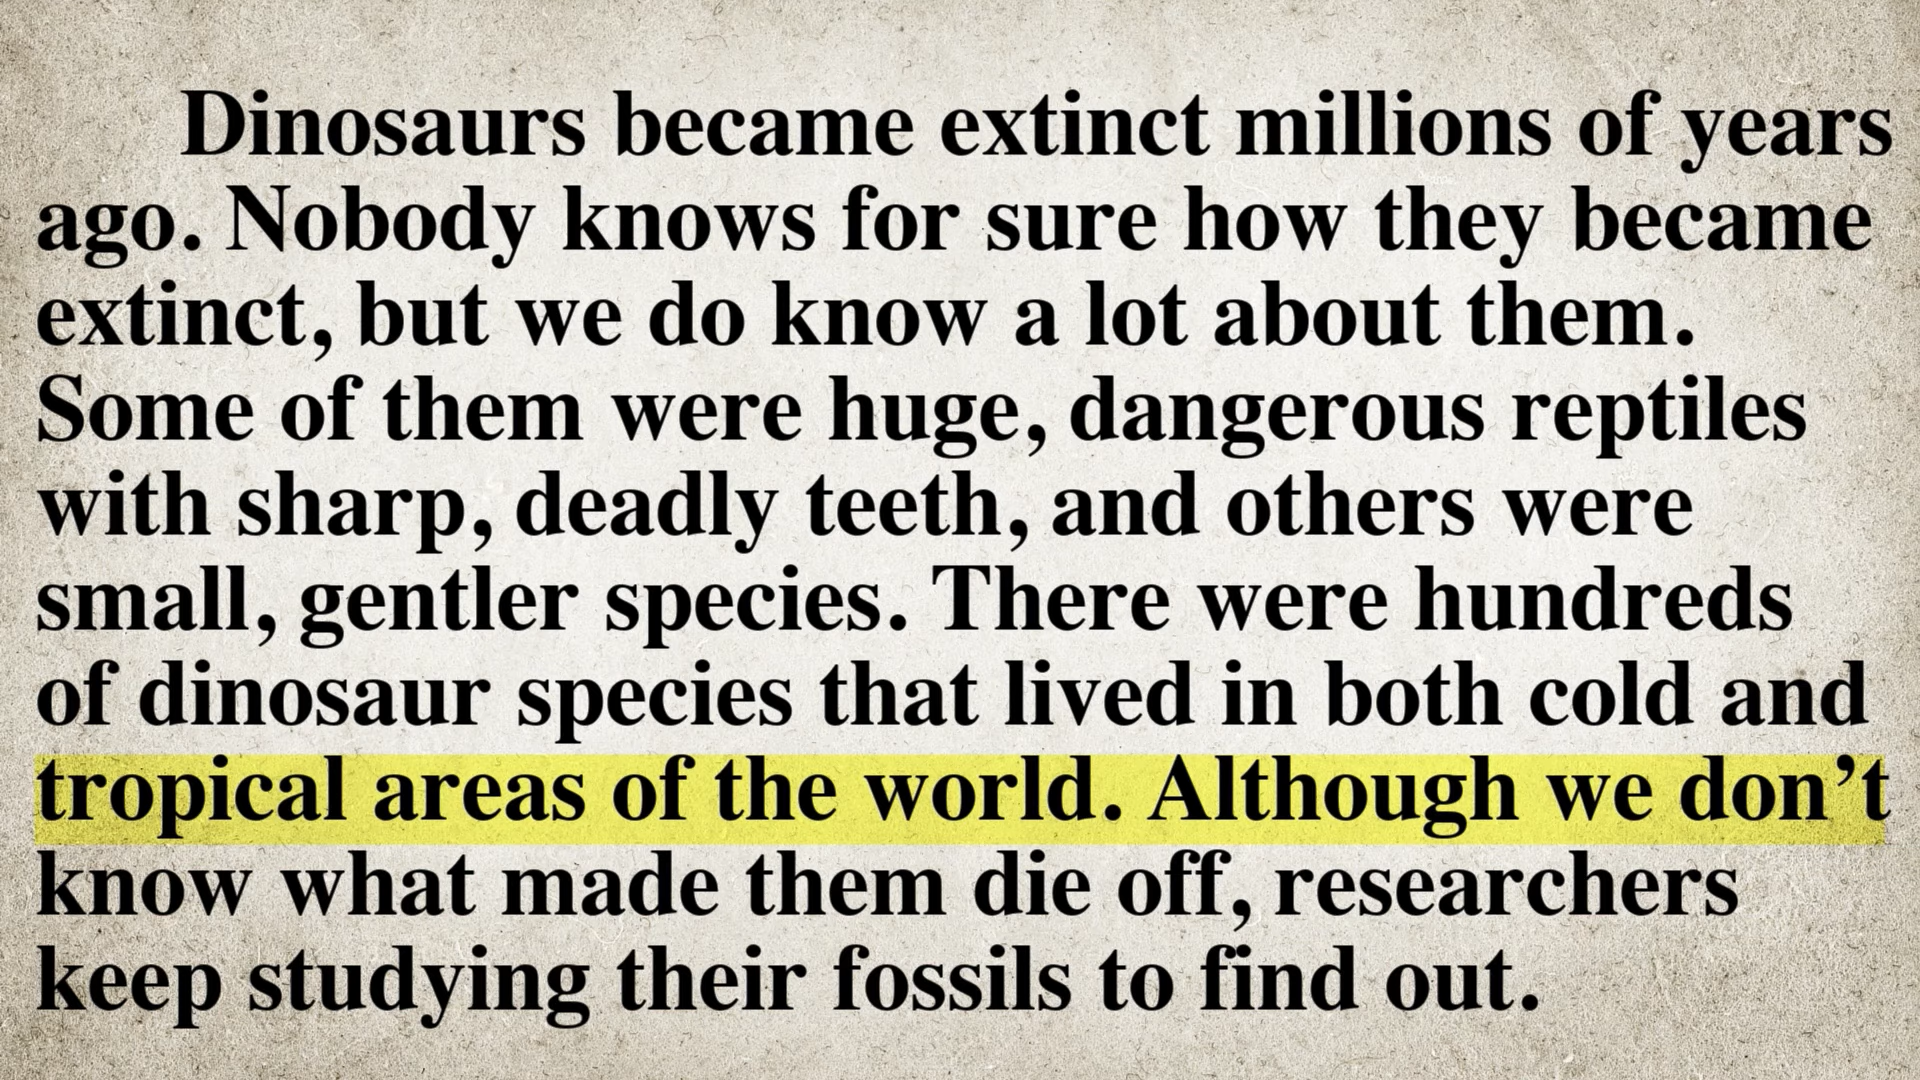 Dinosaurs became extinct millions of years
ago. Nobody knows for sure how they became
extinct, but we do know a lot about them.
Some of them were huge, dangerous reptiles
with sharp, deadly teeth, and others were
small, gentler species. There were hundreds
of dinosaur species that lived in both cold and
tropical areas of the world. Although we don’t
know what made them die off, researchers
keep studying their fossils to find out.